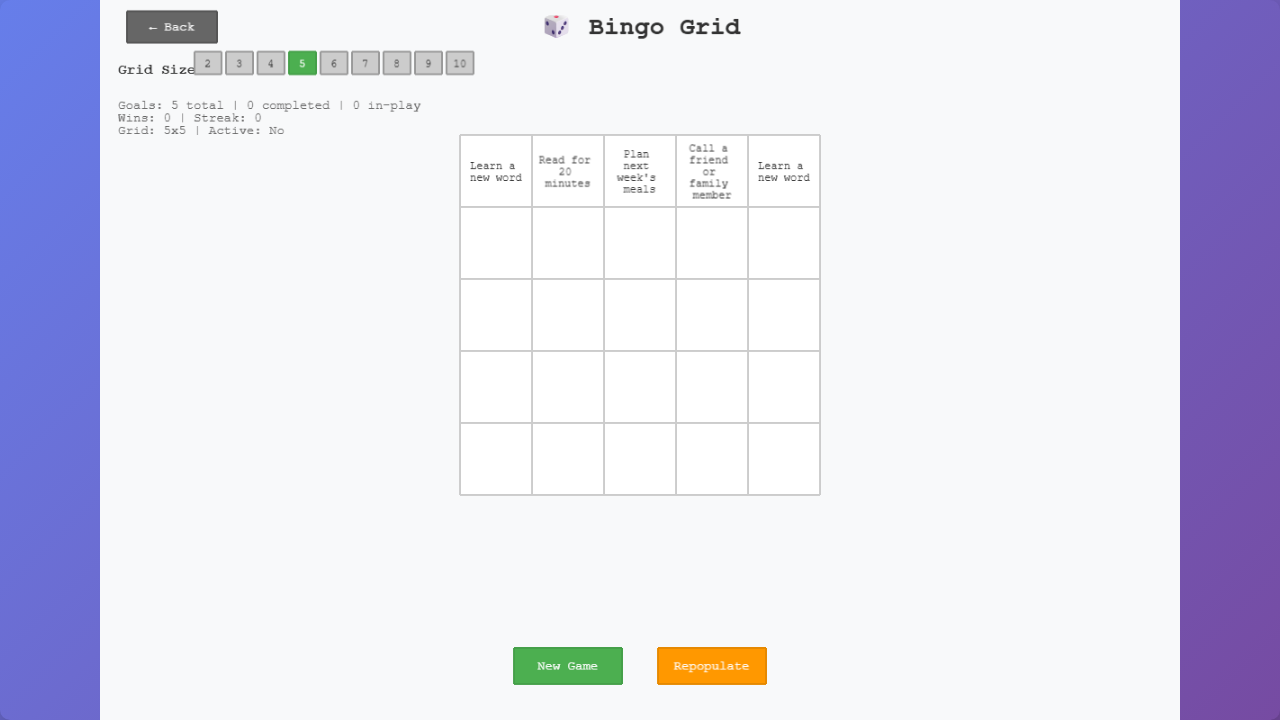 ← Back
🎲 Bingo Grid
Grid Size
2 3 4 5 6 7 8 9 10
Goals: 5 total | 0 completed | 0 in-play
Wins: 0 | Streak: 0
Grid: 5x5 | Active: No
Learn a
new word
Read for
20
minutes
Plan
next
week's
meals
Call a
friend
or
family
member
Learn a
new word
New Game
Repopulate